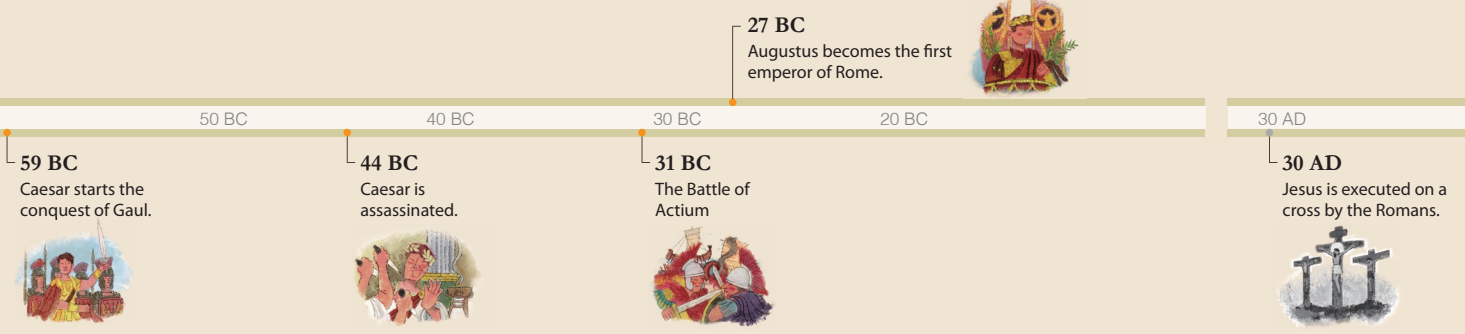 27 BC
Augustus becomes the first
emperor of Rome.
50 BC
40 BC
30 BC
20 BC
30 AD
59 BC
Caesar starts the
conquest of Gaul.
44 BC
Caesar is
assassinated.
31 BC
The Battle of
Actium
30 AD
Jesus is executed on a
cross by the Romans.